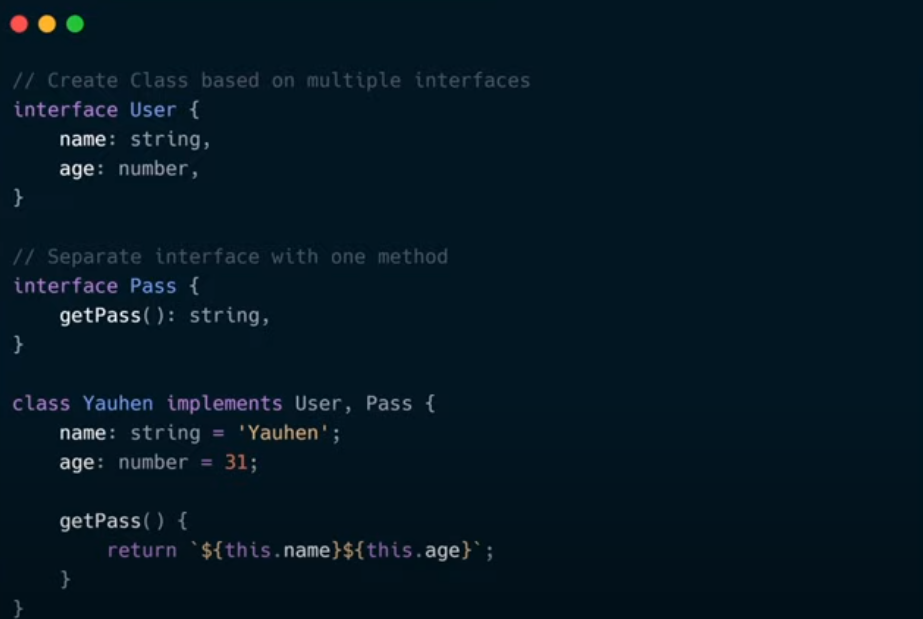 // Create Class based on multiple interfaces
interface User {
    name: string,
    age: number,
}
// Separate interface with one method
interface Pass {
    getPass(): string,
}
class Yauhen implements User, Pass {
    name: string = 'Yauhen';
    age: number = 31;
    getPass() {
        return `${this.name}${this.age}`;
    }
}